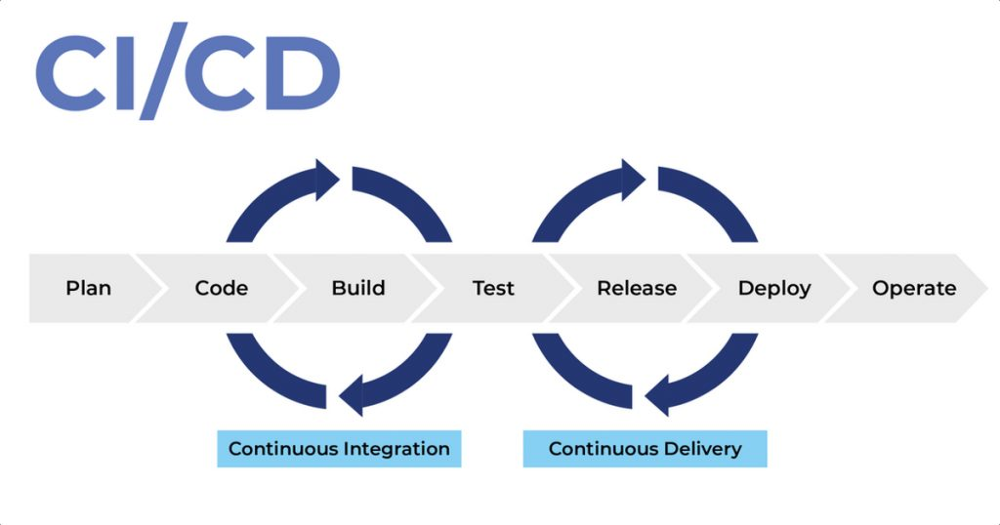 CI/CD
Plan Code Build Test Release Deploy Operate
Continuous Integration Continuous Delivery